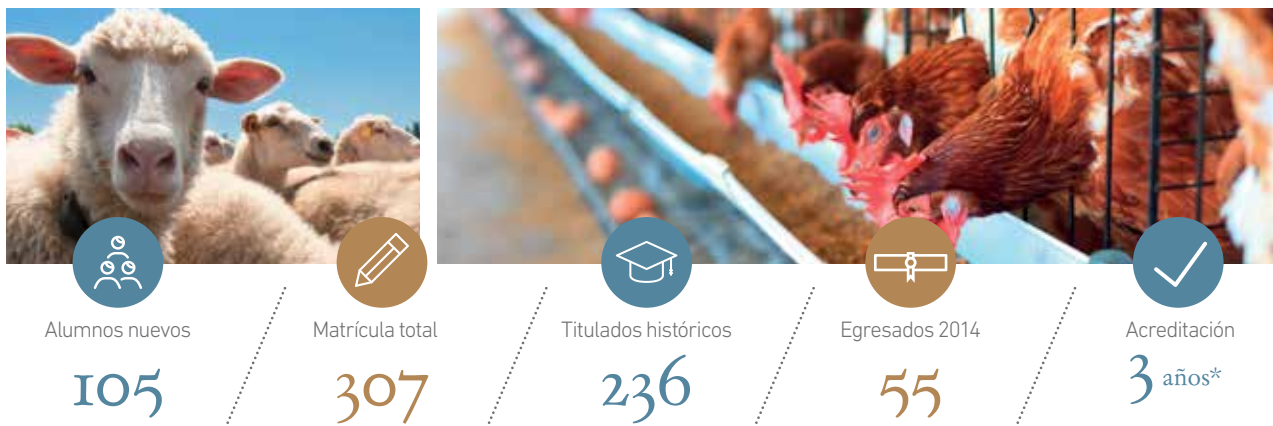 Alumnos nuevos
105
Matrícula total
307
Titulados históricos
236
Egresados 2014
55
Acreditación
3 años*